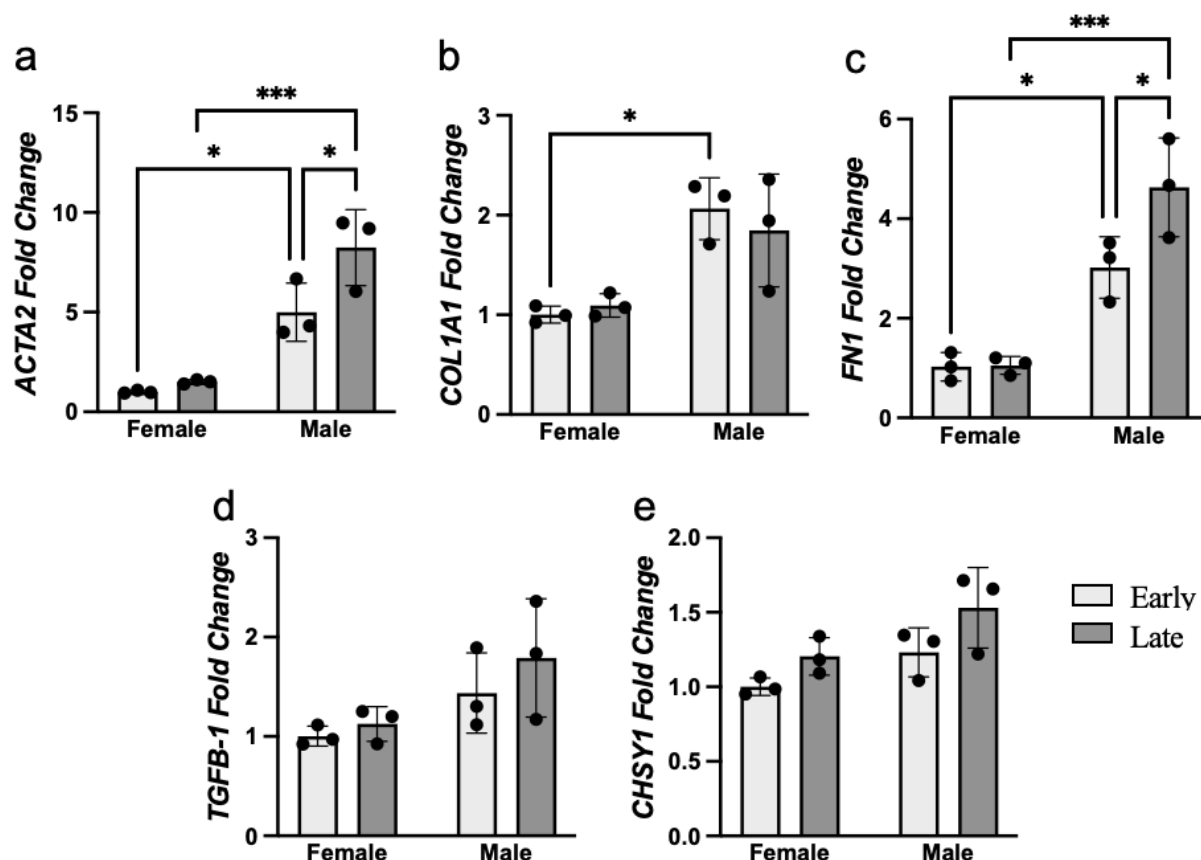 a
***
*
*
ACTA2 Fold Change
15
10
5
0
Female
Male
b
*
COL1A1 Fold Change
3
2
1
0
Female
Male
c
***
*
*
FN1 Fold Change
6
4
2
0
Female
Male
d
TGFB-1 Fold Change
3
2
1
0
Female
Male
e
CHSY1 Fold Change
2.0
1.5
1.0
0.5
0.0
Female
Male
Early
Late